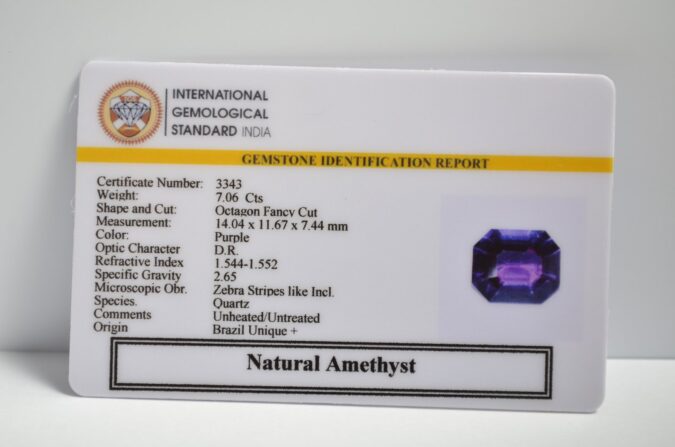 INTERNATIONAL
GEMOLOGICAL
STANDARD INDIA
GEMSTONE IDENTIFICATION REPORT
Certificate Number: 3343
Weight: 7.06 Cts
Shape and Cut: Octagon Fancy Cut
Measurement: 14.04 x 11.67 x 7.44 mm
Color: Purple
Optic Character D.R.
Refractive Index 1.544-1.552
Specific Gravity 2.65
Microscopic Obr. Zebra Stripes like Incl.
Species. Quartz
Comments Unheated/Untreated
Origin Brazil Unique +
Natural Amethyst